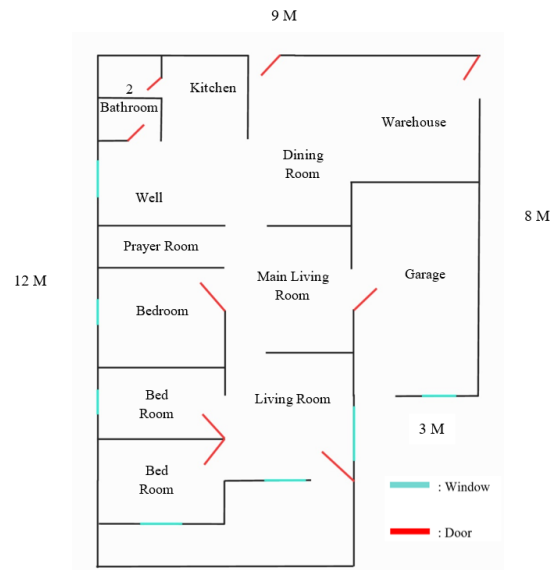 9 M
2
Bathroom
Kitchen
Warehouse
Dining
Room
Well
8 M
Prayer Room
12 M
Main Living
Room
Garage
Bedroom
Bed
Room
Living Room
3 M
Bed
Room
: Window
: Door